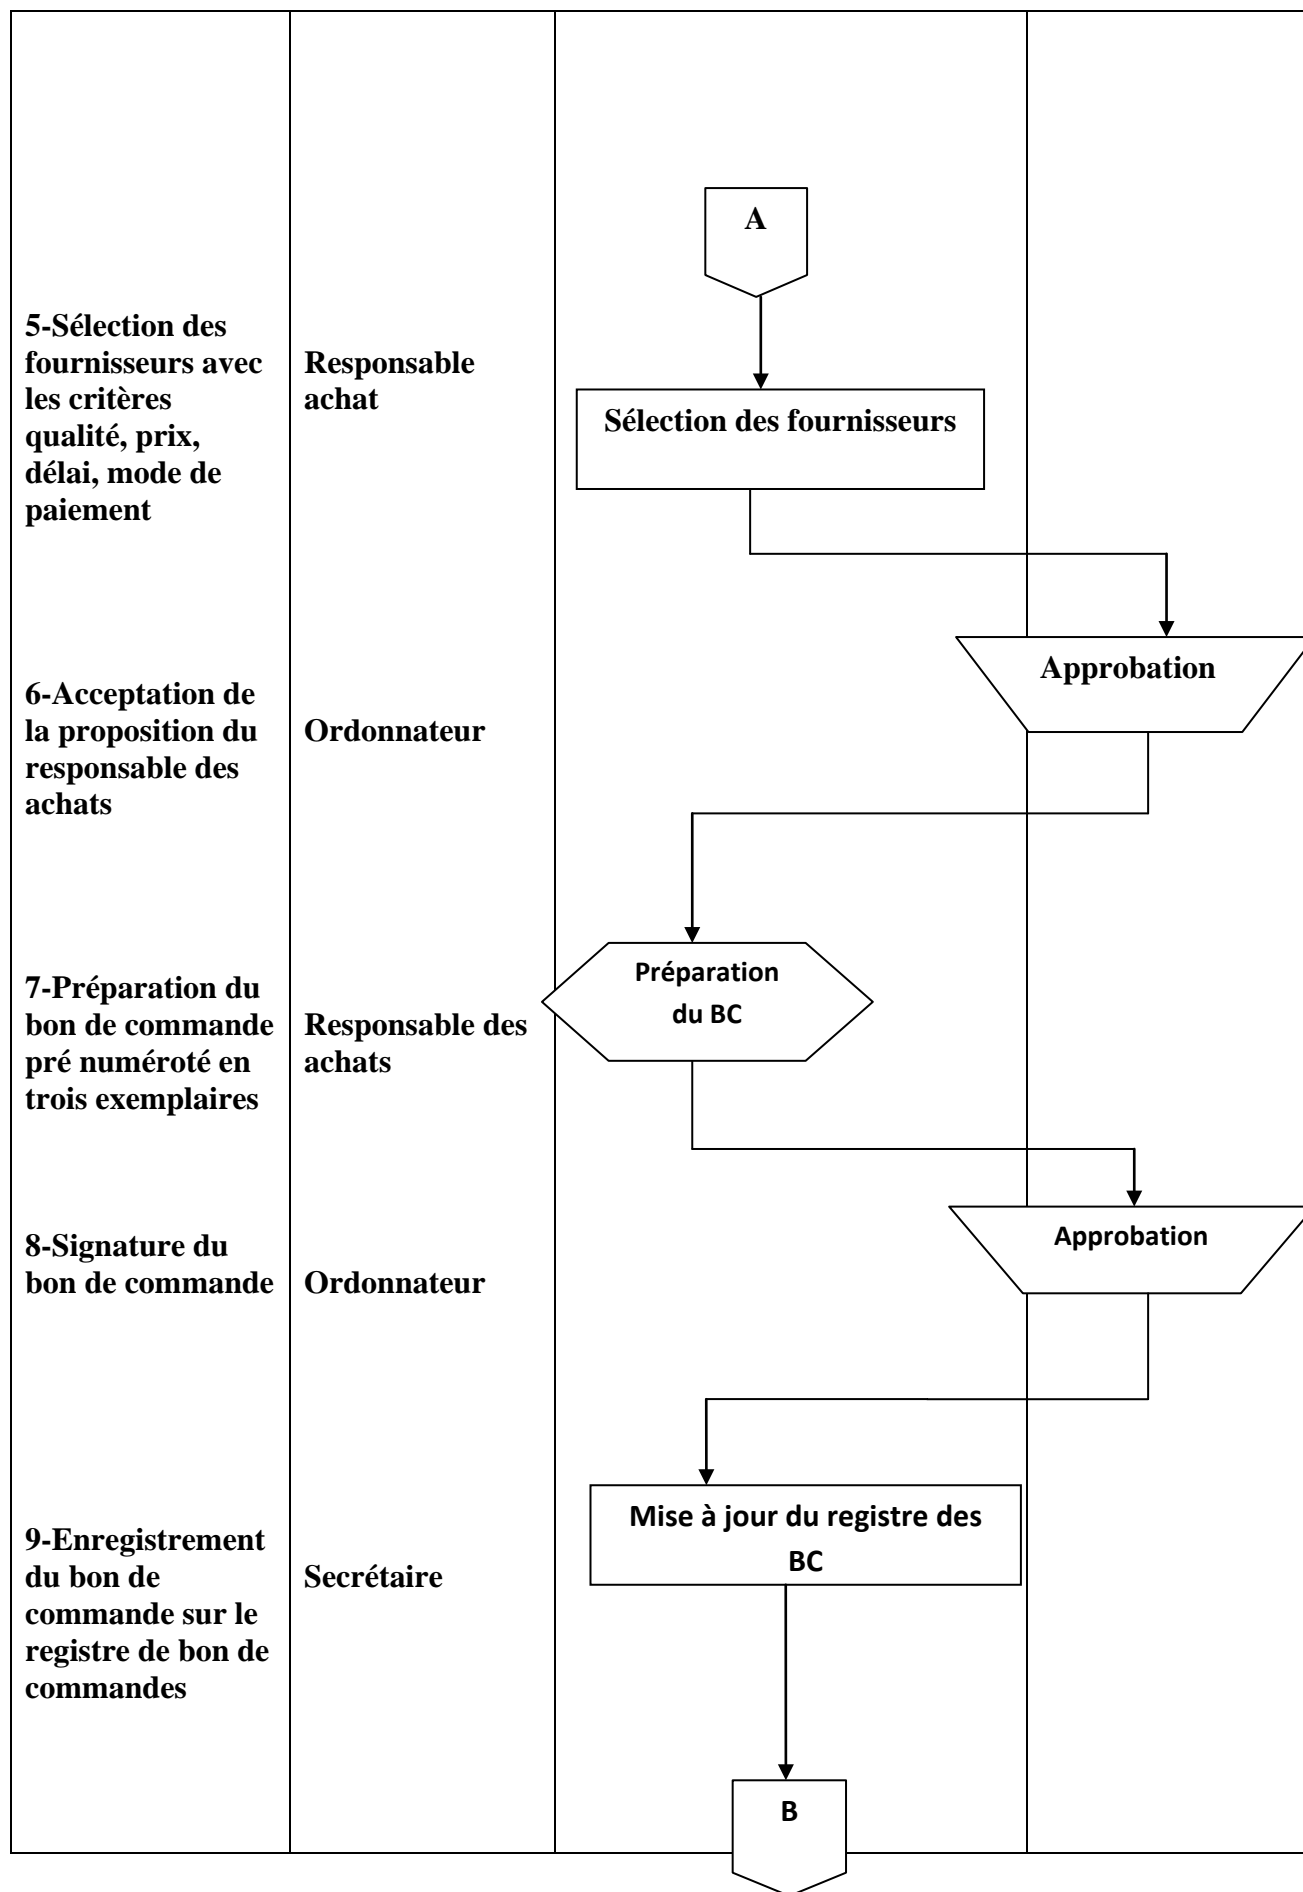 A
5-Sélection des
fournisseurs avec
les critères
qualité, prix,
délai, mode de
paiement
Responsable
achat
Sélection des fournisseurs
Approbation
6-Acceptation de
la proposition du
responsable des
achats
Ordonnateur
7-Préparation du
bon de commande
pré numéroté en
trois exemplaires
Responsable des
achats
Préparation
du BC
8-Signature du
bon de commande
Ordonnateur
Approbation
9-Enregistrement
du bon de
commande sur le
registre de bon de
commandes
Secrétaire
Mise à jour du registre des
BC
B